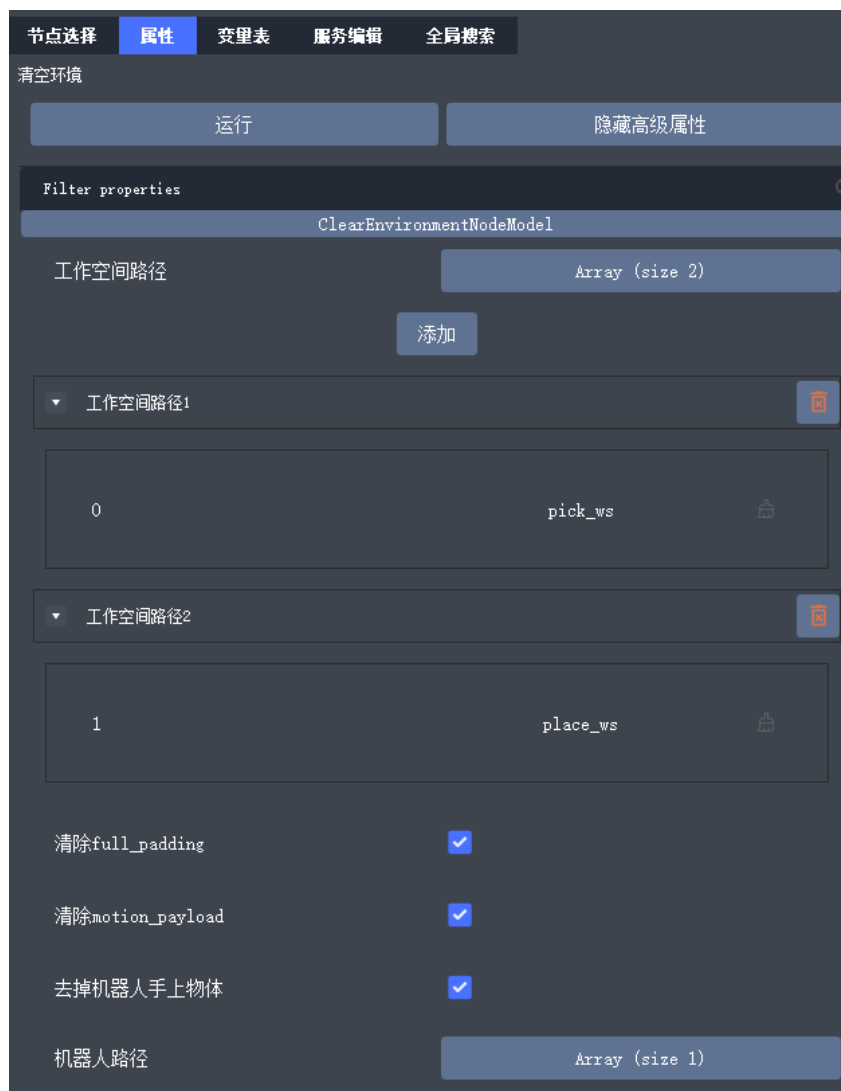 节点选择 属性 变里表 服务编辑 全局搜索
清空环境
运行 隐藏高级属性
Filter properties
ClearEnvironmentNodeModel
工作空间路径 Array (size 2)
添加
工作空间路径1
0 pick_ws
工作空间路径2
1 place_ws
清除full_padding
清除motion_payload
去掉机器人手上物体
机器人路径 Array (size 1)